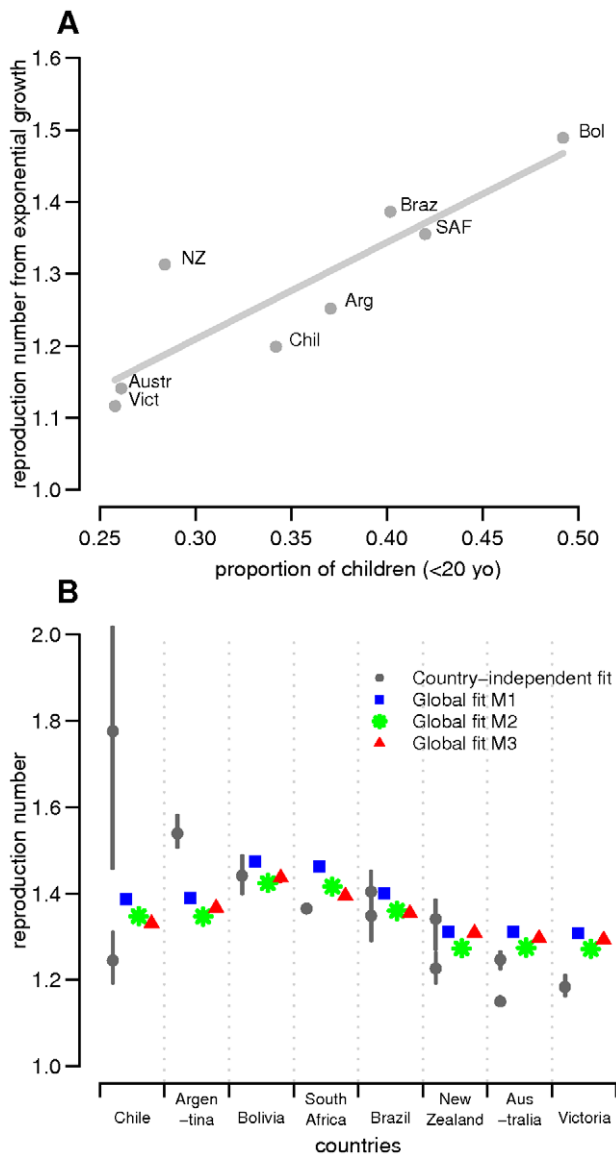 A
1.6
1.5
1.4
1.3
1.2
1.1
1.0
reproduction number from exponential growth
Bol
Braz
SAF
NZ
Arg
Chil
Austr
Vict
0.25 0.30 0.35 0.40 0.45 0.50
proportion of children (<20 yo)
B
2.0
1.8
1.6
1.4
1.2
1.0
reproduction number
Country-independent fit
Global fit M1
Global fit M2
Global fit M3
Chile
Argen
-tina
Bolivia
South
Africa
Brazil
New
Zealand
Aus
-tralia
Victoria
countries